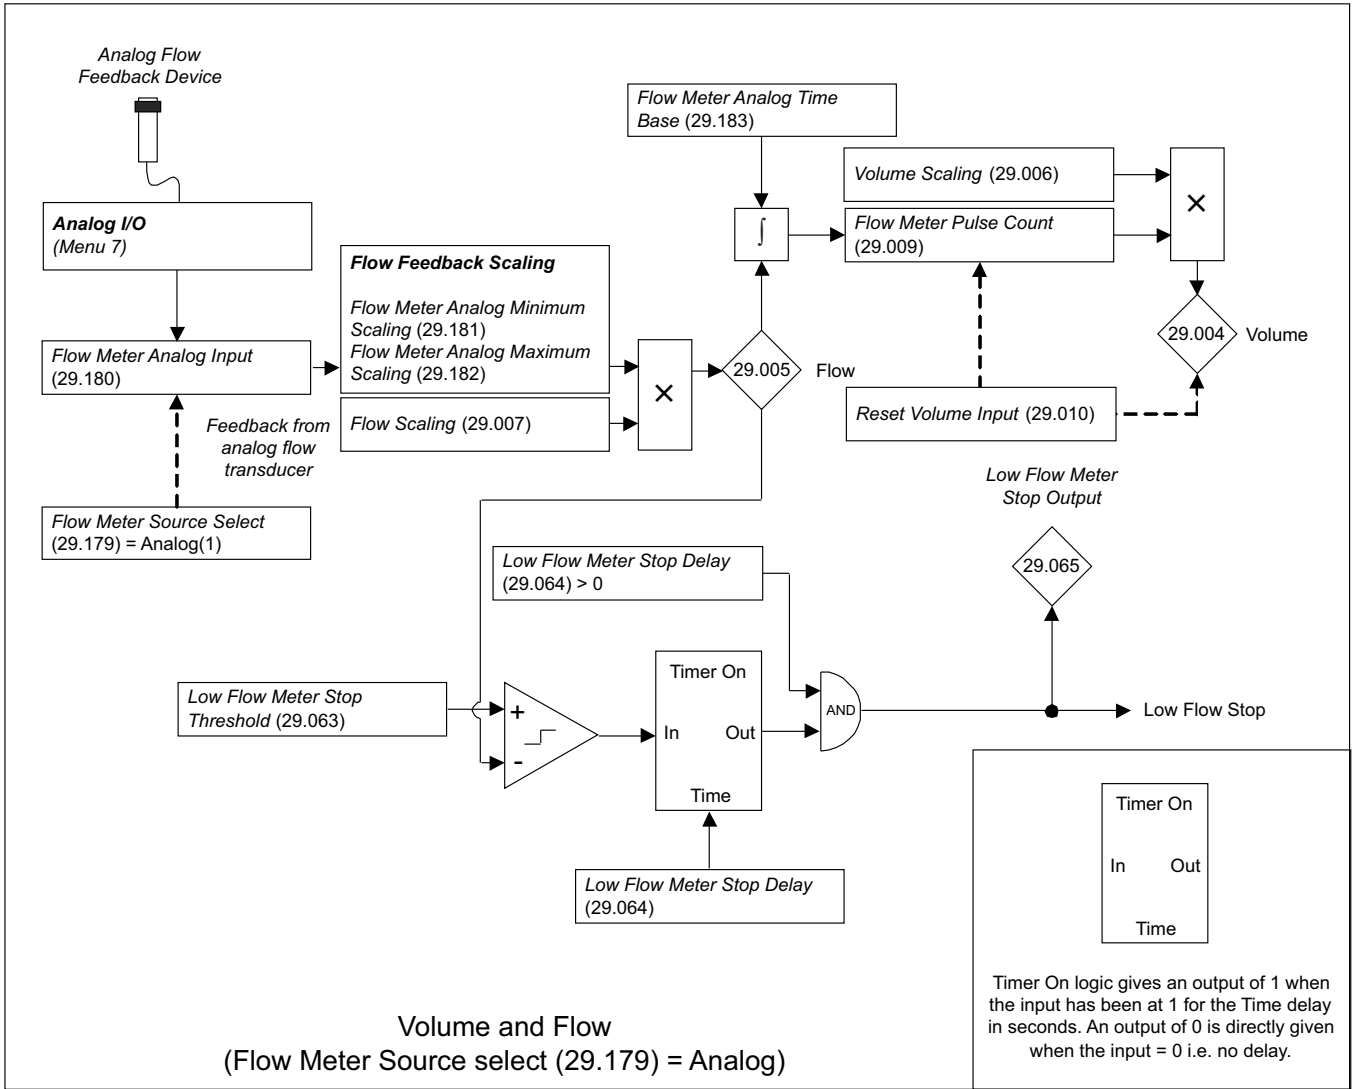 Analog Flow
Feedback Device
Analog I/O
(Menu 7)
Flow Meter Analog Input
(29.180)
Feedback from
analog flow
transducer
Flow Meter Source Select
(29.179) = Analog(1)
Flow Feedback Scaling
Flow Meter Analog Minimum
Scaling (29.181)
Flow Meter Analog Maximum
Scaling (29.182)
Flow Scaling (29.007)
×
29.005
Flow
Flow Meter Analog Time
Base (29.183)
∫
Volume Scaling (29.006)
Flow Meter Pulse Count
(29.009)
×
29.004
Volume
Reset Volume Input (29.010)
Low Flow Meter
Stop Output
29.065
Low Flow Meter Stop Delay
(29.064) > 0
Low Flow Meter Stop
Threshold (29.063)
+
-
Timer On
In Out
Time
AND
Low Flow Stop
Low Flow Meter Stop Delay
(29.064)
Timer On
In Out
Time
Timer On logic gives an output of 1 when
the input has been at 1 for the Time delay
in seconds. An output of 0 is directly given
when the input = 0 i.e. no delay.
Volume and Flow
(Flow Meter Source select (29.179) = Analog)